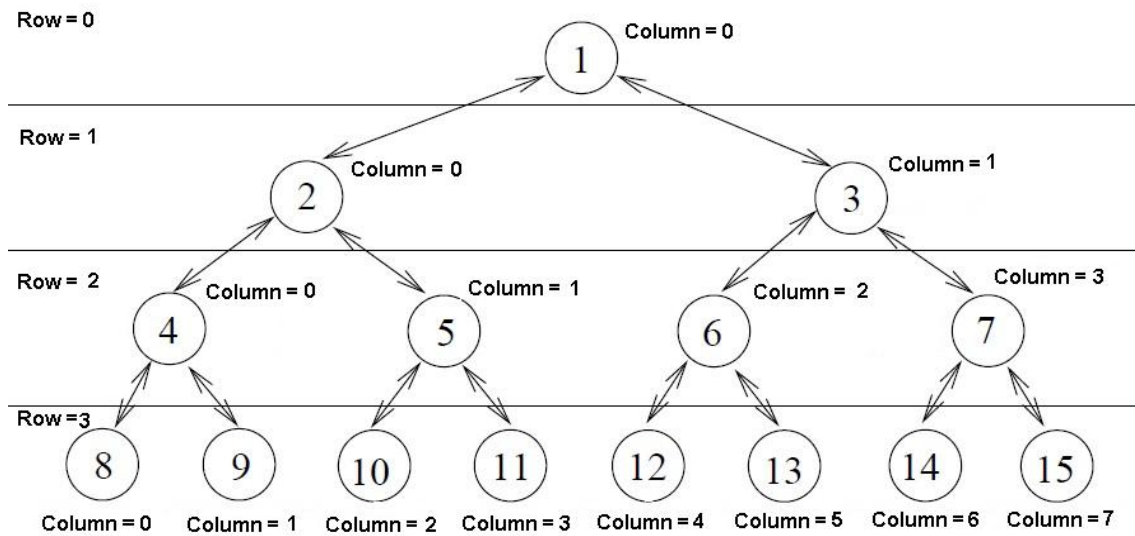 Row = 0
Column = 0
1
Row = 1
Column = 0
Column = 1
2
3
Row = 2
Column = 0
Column = 1
Column = 2
Column = 3
4
5
6
7
Row =3
8
9
10
11
12
13
14
15
Column = 0
Column = 1
Column = 2
Column = 3
Column = 4
Column = 5
Column = 6
Column = 7